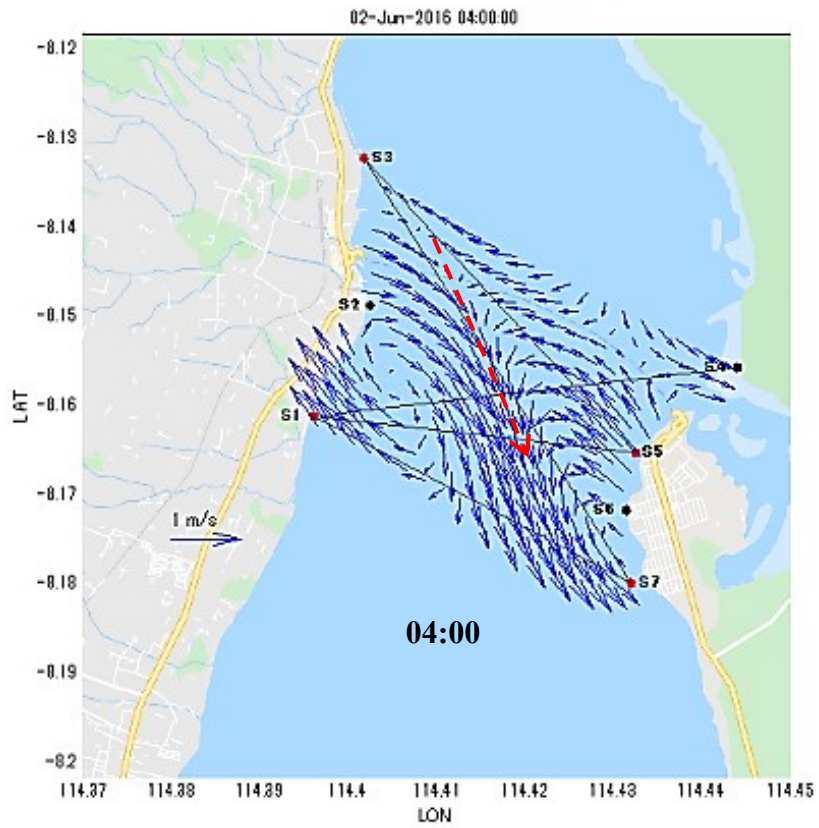 02-Jun-2016 04:00:00
-8.12
-8.13
S3
-8.14
-8.15
S2
S4
-8.16
S1
S5
LAT
-8.17
S6
1 m/s
-8.18
S7
04:00
-8.19
-8.2
114.37 114.38 114.39 114.4 114.41 114.42 114.43 114.44 114.45
LON